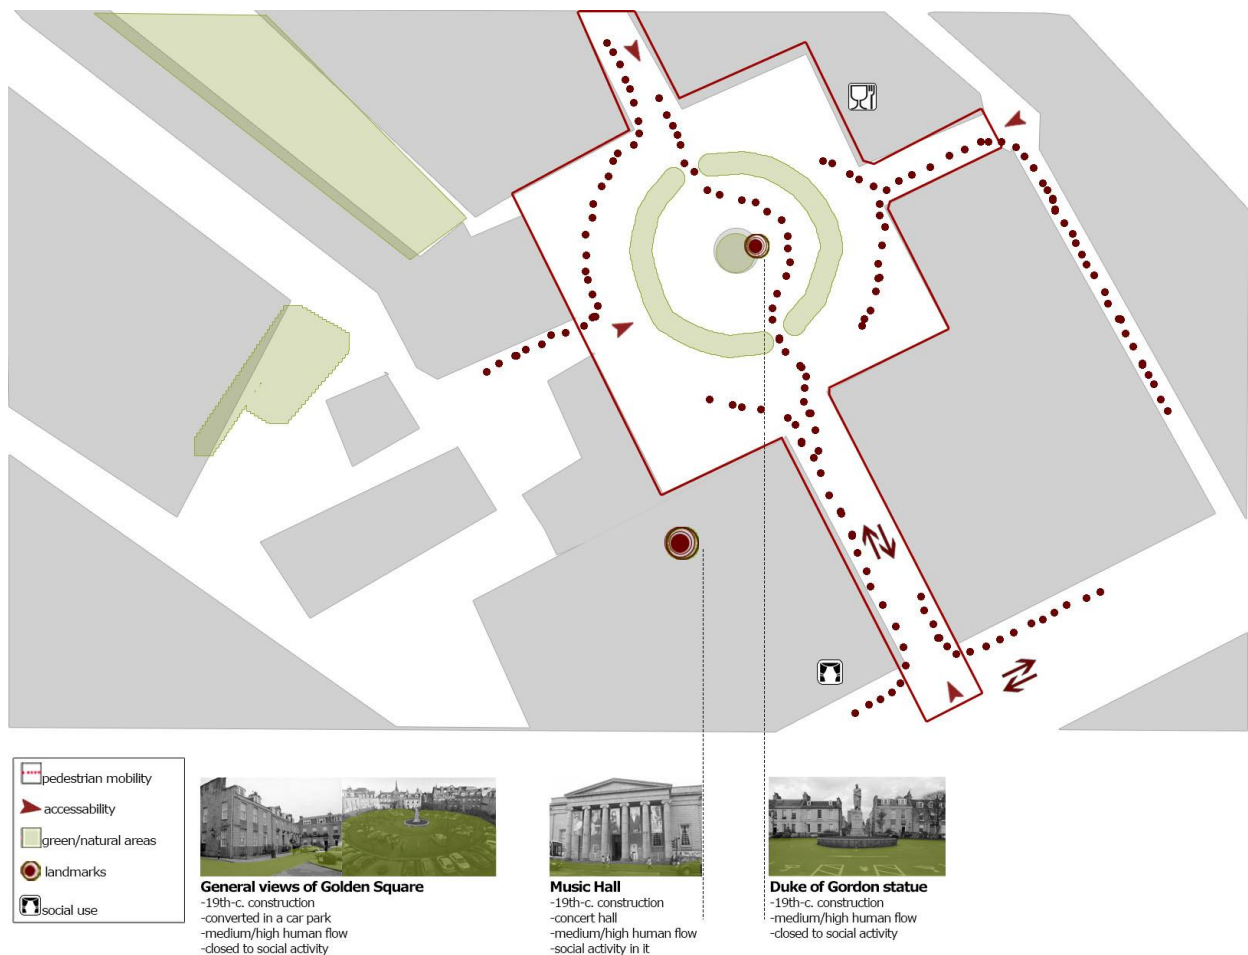 pedestrian mobility
accessability
green/natural areas
landmarks
social use
General views of Golden Square
-19th-c. construction
-converted in a car park
-medium/high human flow
-closed to social activity
Music Hall
-19th-c. construction
-concert hall
-medium/high human flow
-social activity in it
Duke of Gordon statue
-19th-c. construction
-medium/high human flow
-closed to social activity